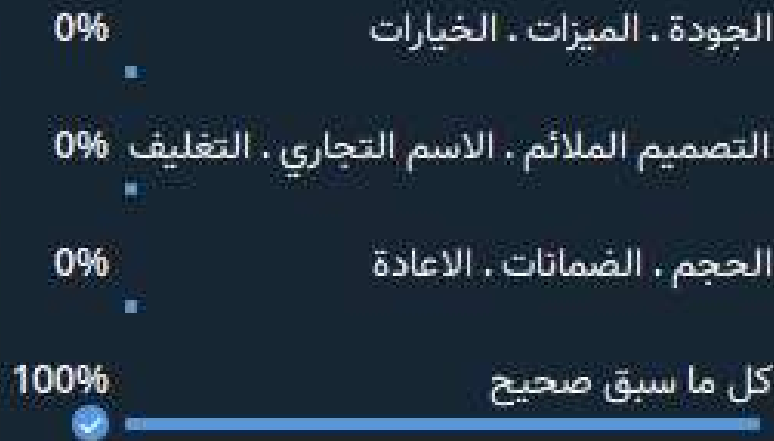 الجودة . الميزات . الخيارات 0%
التصميم الملائم . الاسم التجاري . التغليف 0%
الحجم . الضمانات . الاعادة 0%
كل ما سبق صحيح 100%